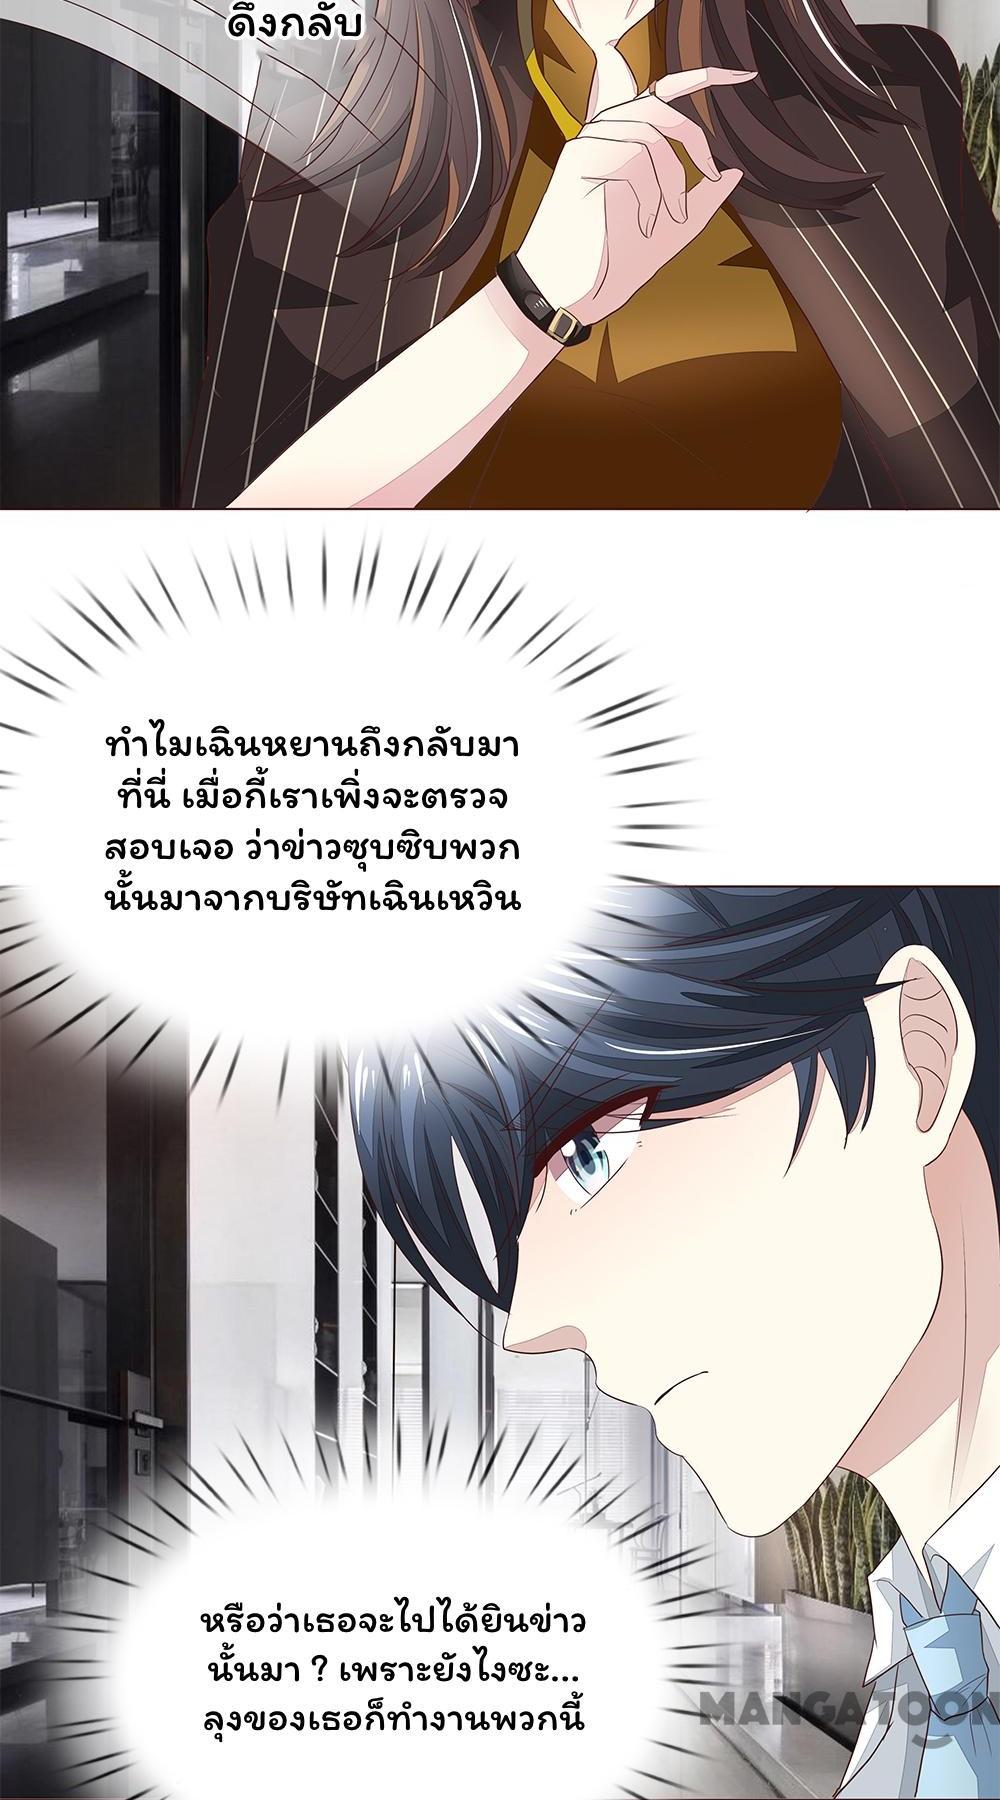 ดึงกลับ
ทำไมเฉินหยานถึงกลับมา
ที่นี่ เมื่อกี้เราเพิ่งจะตรวจ
สอบเจอ ว่าข่าวซุบซิบพวก
นั้นมาจากบริษัทเฉินเหวิน
หรือว่าเธอจะไปได้ยินข่าว
นั้นมา ? เพราะยังไงซะ...
ลุงของเธอก็ทำงานพวกนี้
MANGATOON